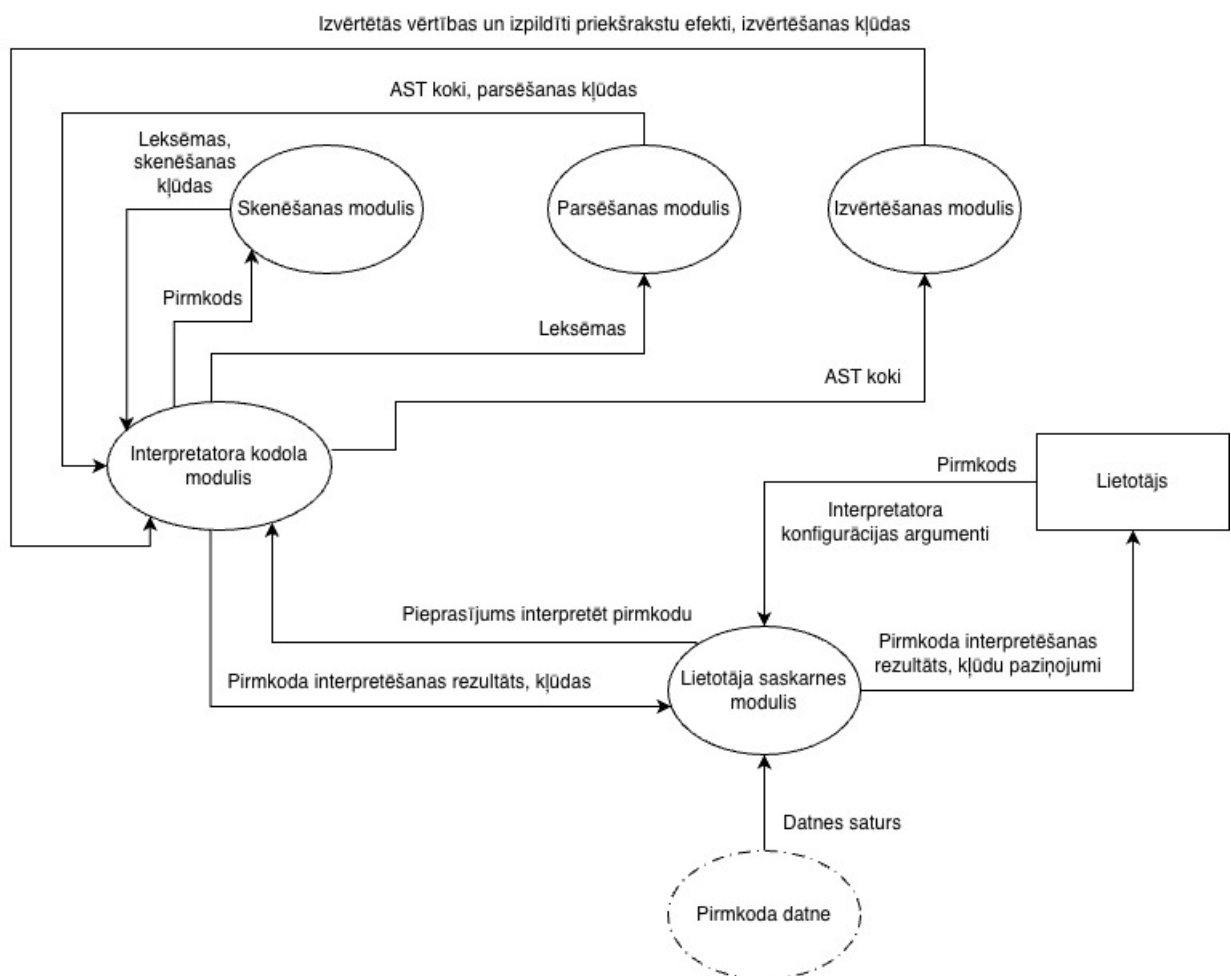 Izvērtētās vērtības un izpildīti priekšrakstu efekti, izvērtēšanas kļūdas
AST koki, parsēšanas kļūdas
Leksēmas,
skenēšanas
kļūdas
Skenēšanas modulis
Parsēšanas modulis
Izvērtēšanas modulis
Pirmkods
Leksēmas
AST koki
Interpretatora kodola
modulis
Pirmkods
Lietotājs
Interpretatora
konfigurācijas argumenti
Pieprasījums interpretēt pirmkodu
Pirmkoda interpretēšanas
rezultāts, kļūdu paziņojumi
Pirmkoda interpretēšanas rezultāts, kļūdas
Lietotāja saskarnes
modulis
Datnes saturs
Pirmkoda datne